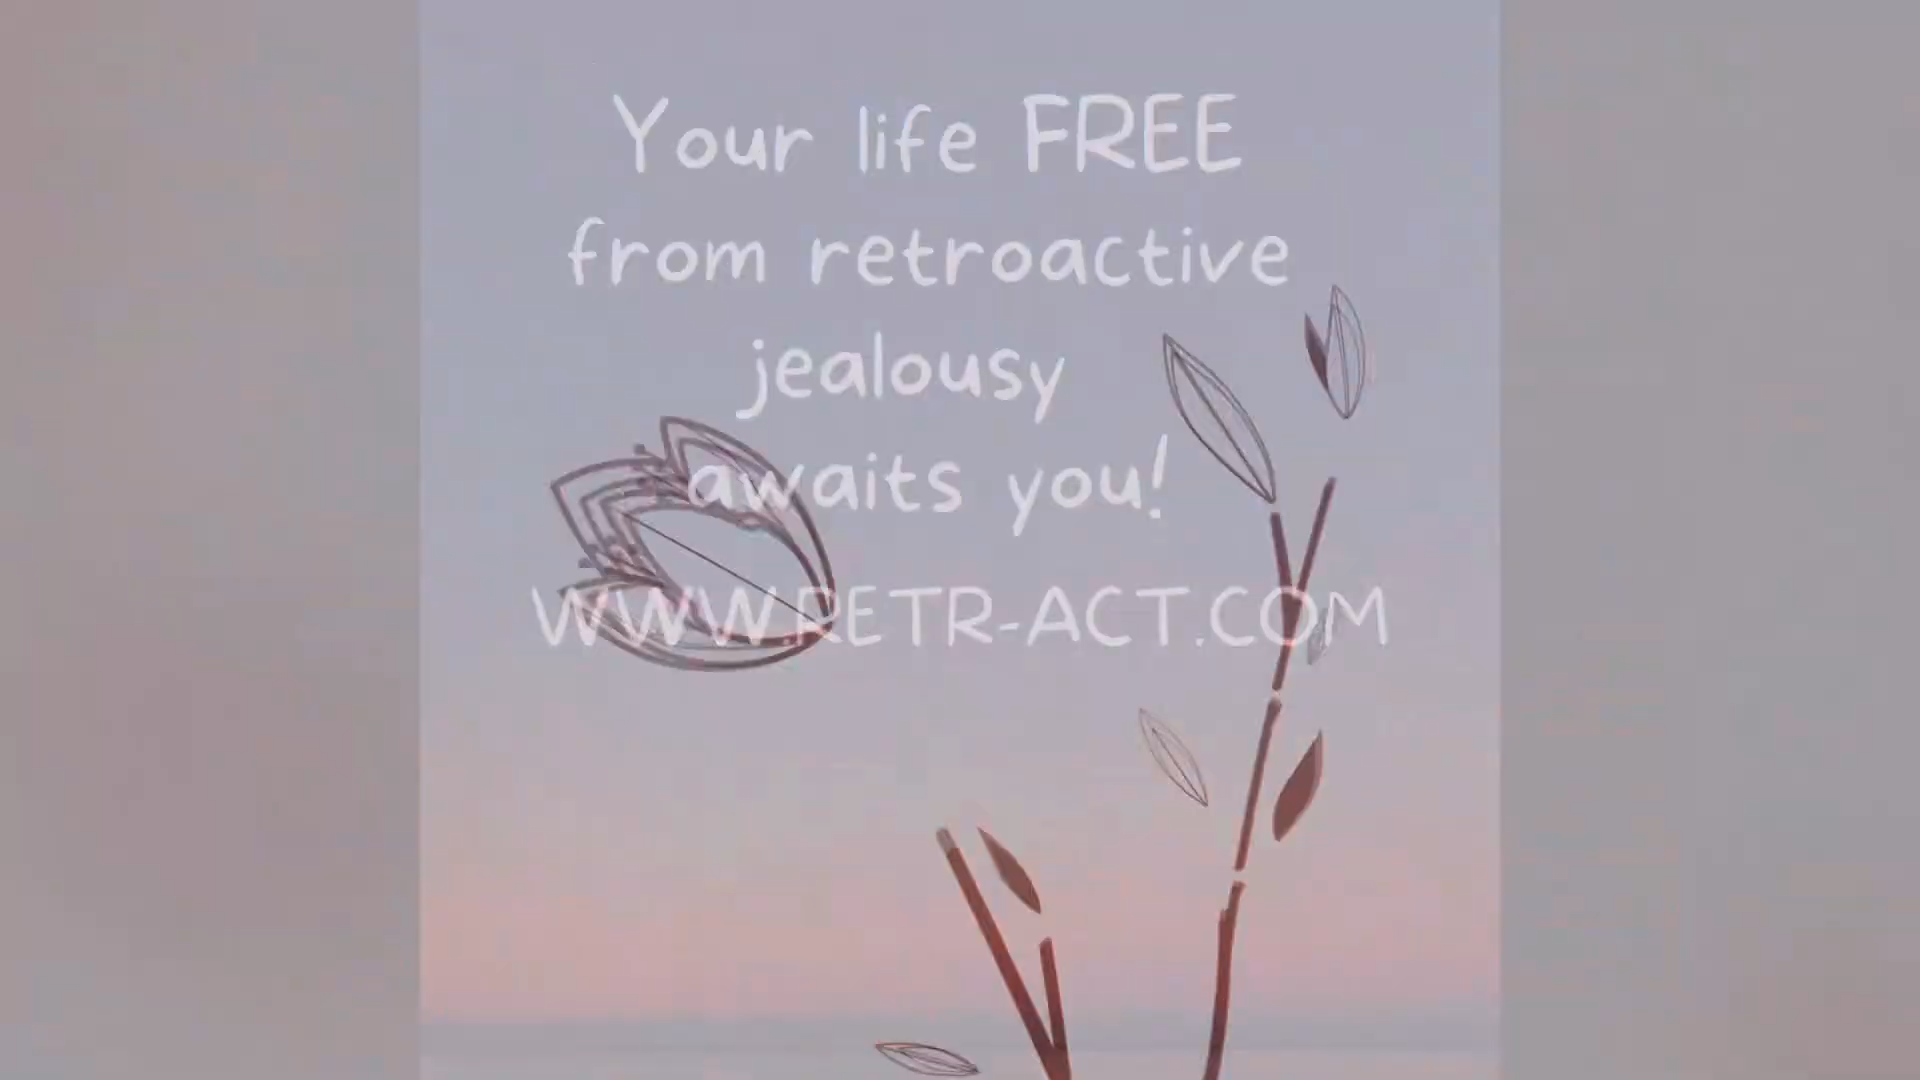 Your life FREE
from retroactive
jealousy
awaits you!
WWW.RETR-ACT.COM